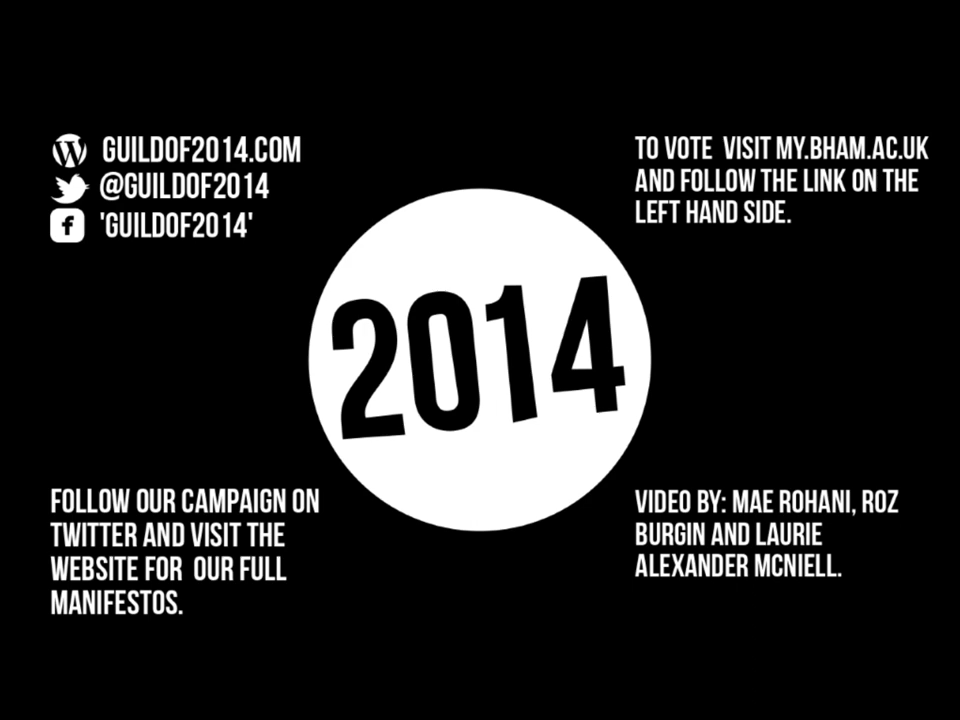 GUILDOF2014.COM
@GUILDOF2014
'GUILDOF2014'
TO VOTE VISIT MY.BHAM.AC.UK
AND FOLLOW THE LINK ON THE
LEFT HAND SIDE.
2014
FOLLOW OUR CAMPAIGN ON
TWITTER AND VISIT THE
WEBSITE FOR OUR FULL
MANIFESTOS.
VIDEO BY: MAE ROHANI, ROZ
BURGIN AND LAURIE
ALEXANDER MCNIELL.